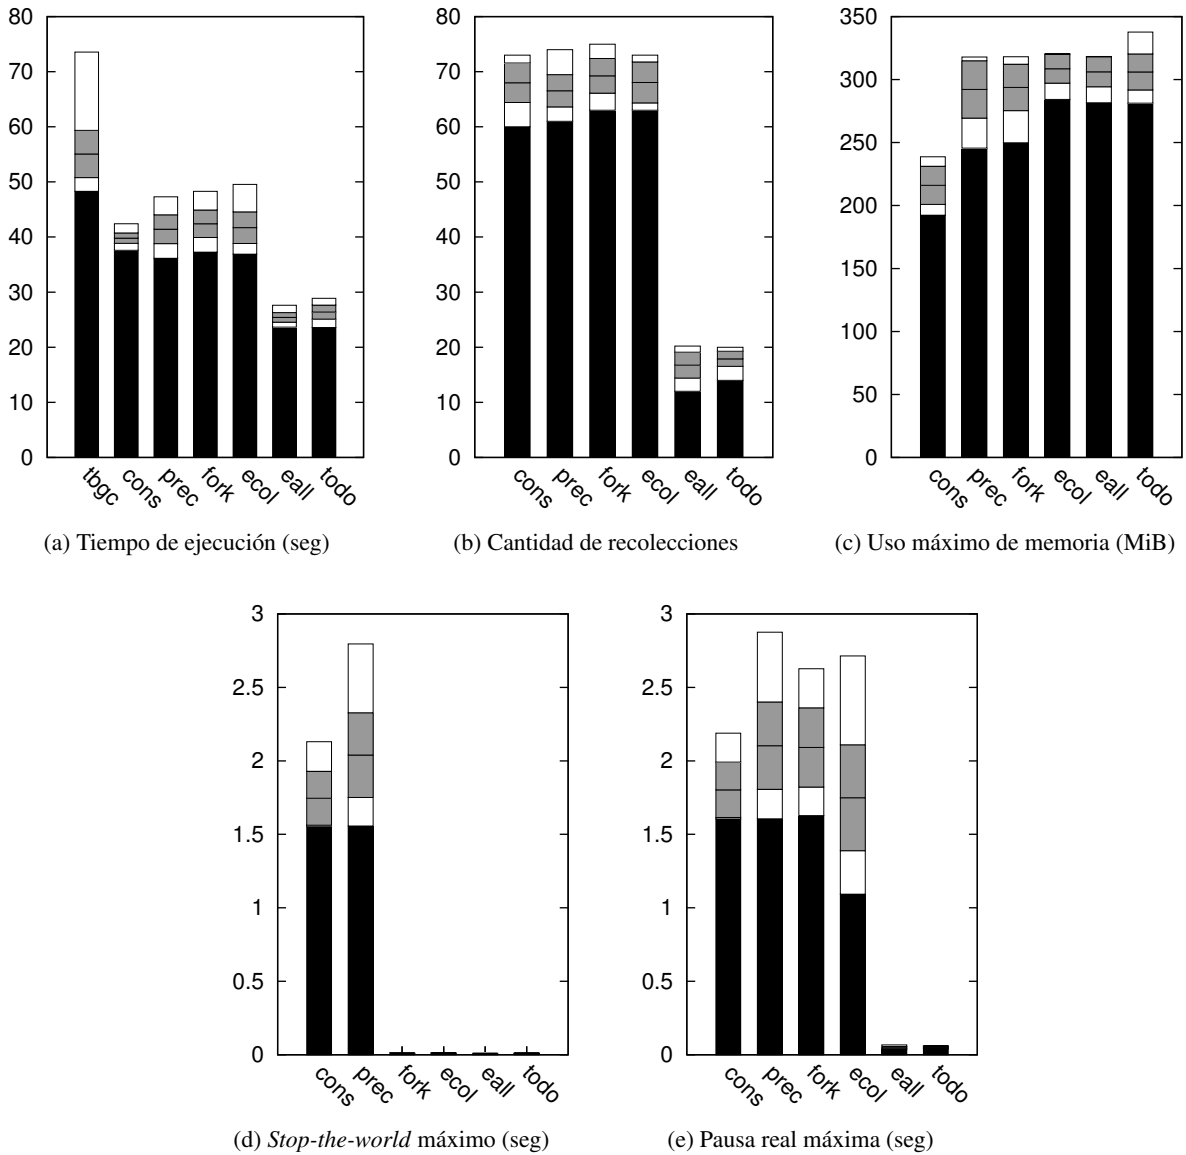 80
70
60
50
40
30
20
10
0
tbgc
cons
prec
fork
ecol
eall
todo
(a) Tiempo de ejecución (seg)
80
70
60
50
40
30
20
10
0
cons
prec
fork
ecol
eall
todo
(b) Cantidad de recolecciones
350
300
250
200
150
100
50
0
cons
prec
fork
ecol
eall
todo
(c) Uso máximo de memoria (MiB)
3
2.5
2
1.5
1
0.5
0
cons
prec
fork
ecol
eall
todo
(d) Stop-the-world máximo (seg)
3
2.5
2
1.5
1
0.5
0
cons
prec
fork
ecol
eall
todo
(e) Pausa real máxima (seg)